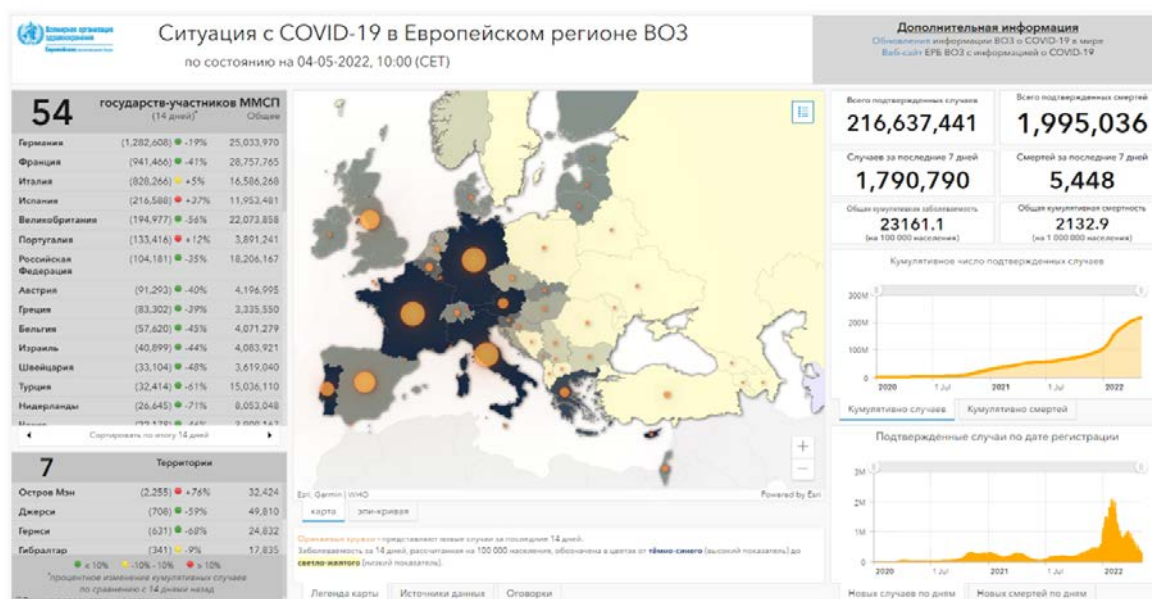 Всемирная организация
здравоохранения
Европейское региональное бюро
Ситуация с COVID-19 в Европейском регионе ВОЗ
по состоянию на 04-05-2022, 10:00 (CET)
Дополнительная информация
Обновления информации ВОЗ о COVID-19 в мире
Веб-сайт ЕРБ ВОЗ с информацией о COVID-19
54 государств-участников ММСП
(14 дней)* Общее
Германия (1,282,608) -19% 25,033,970
Франция (941,466) -41% 28,757,765
Италия (828,266) +5% 16,586,268
Испания (216,588) +37% 11,953,481
Великобритания (194,977) -56% 22,073,858
Португалия (133,416) +12% 3,891,241
Российская
Федерация (104,181) -35% 18,206,167
Австрия (91,293) -40% 4,196,995
Греция (83,302) -39% 3,335,550
Бельгия (57,620) -45% 4,071,279
Израиль (40,899) -44% 4,083,921
Швейцария (33,104) -48% 3,619,040
Турция (32,414) -61% 15,036,110
Нидерланды (26,645) -71% 8,053,048
Сортировать по итогу 14 дней
7 Территории
Остров Мэн (2,255) +76% 32,424
Джерси (708) -59% 49,810
Гернси (631) -68% 24,832
Гибралтар (341) -9% 17,835
≤ 10% -10% - 10% ≥ 10%
*процентное изменение кумулятивных случаев
по сравнению с 14 днями назад
Esri, Garmin | WHO
Powered by Esri
карта эпи-кривая
Оранжевые кружки - представляют новые случаи за последние 14 дней.
Заболеваемость за 14 дней, рассчитанная на 100 000 населения, обозначена в цветах от тёмно-синего (высокий показатель) до
светло-желтого (низкий показатель).
Легенда карты Источники данных Оговорки
Всего подтвержденных случаев
216,637,441
Всего подтвержденных смертей
1,995,036
Случаев за последние 7 дней
1,790,790
Смертей за последние 7 дней
5,448
Общая кумулятивная заболеваемость
23161.1
(на 100 000 населения)
Общая кумулятивная смертность
2132.9
(на 1 000 000 населения)
Кумулятивное число подтвержденных случаев
300M
200M
100M
0
2020 1 Jul 2021 1 Jul 2022
Кумулятивно случаев Кумулятивно смертей
Подтвержденные случаи по дате регистрации
3M
2M
1M
0
2020 1 Jul 2021 1 Jul 2022
Новых случаев по дням Новых смертей по дням